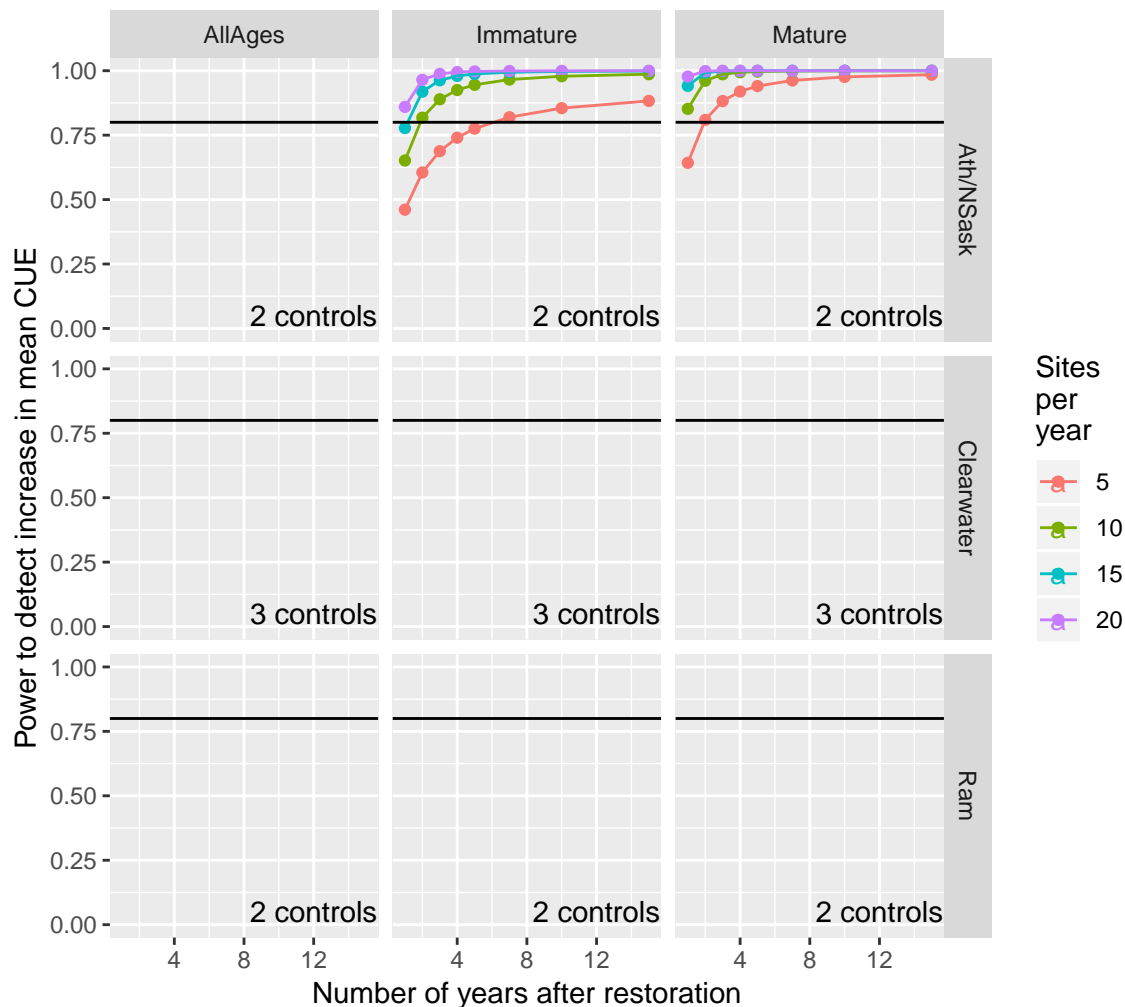 AllAges Immature Mature
Power to detect increase in mean CUE
1.00
0.75
0.50
0.25
0.00
2 controls 2 controls 2 controls
Ath/NSask
1.00
0.75
0.50
0.25
0.00
3 controls 3 controls 3 controls
Clearwater
1.00
0.75
0.50
0.25
0.00
2 controls 2 controls 2 controls
Ram
4 12 4 12 4 12
Number of years after restoration
Sites
per
year
a 5
a 10
a 15
a 20